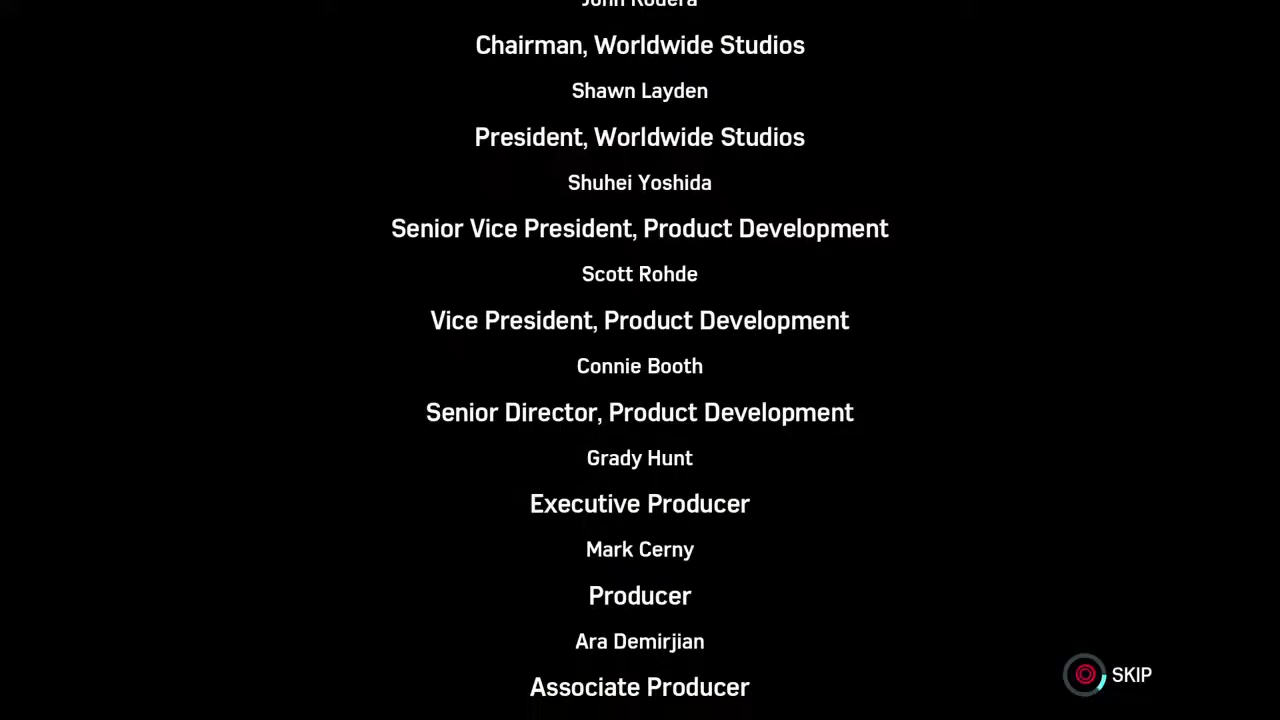 John Rodera
Chairman, Worldwide Studios
Shawn Layden
President, Worldwide Studios
Shuhei Yoshida
Senior Vice President, Product Development
Scott Rohde
Vice President, Product Development
Connie Booth
Senior Director, Product Development
Grady Hunt
Executive Producer
Mark Cerny
Producer
Ara Demirjian
Associate Producer
SKIP